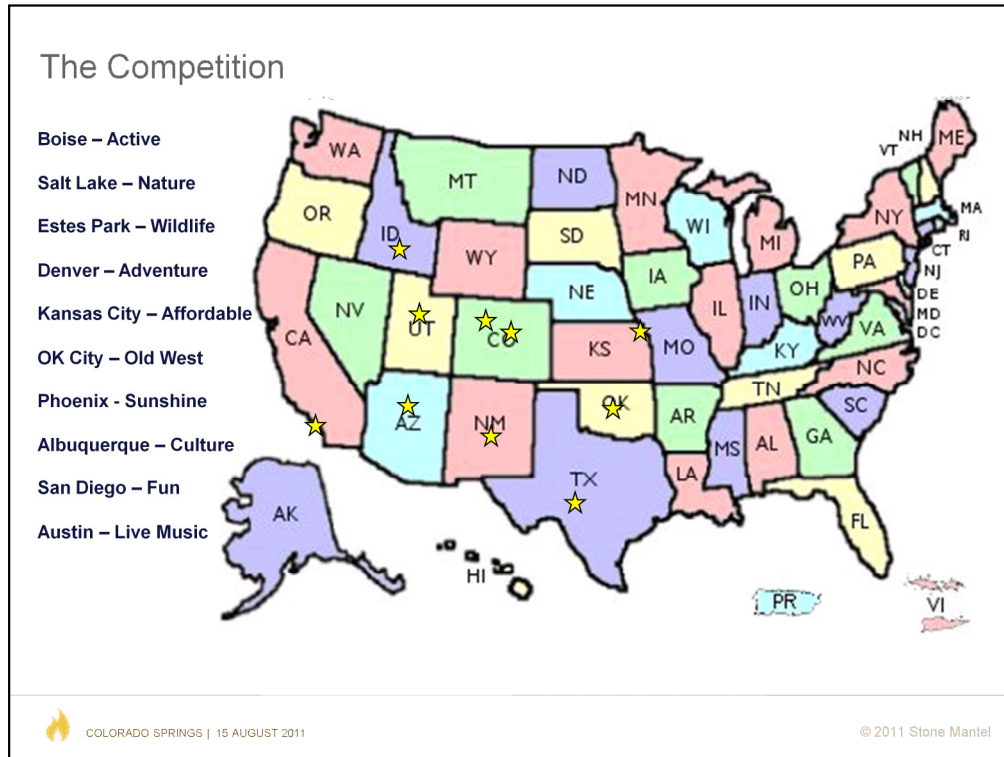 The Competition
Boise – Active
Salt Lake – Nature
Estes Park – Wildlife
Denver – Adventure
Kansas City – Affordable
OK City – Old West
Phoenix - Sunshine
Albuquerque – Culture
San Diego – Fun
Austin – Live Music
WA
MT
ND
MN
OR
ID
WY
SD
WI
MI
NY
VT
NH
ME
MA
RI
CT
NJ
DE
MD
DC
PA
IA
NE
NV
UT
CO
CA
KS
MO
IL
IN
OH
WV
VA
KY
NC
TN
SC
AZ
NM
OK
AR
TX
LA
MS
AL
GA
FL
AK
HI
PR
VI
COLORADO SPRINGS | 15 AUGUST 2011
© 2011 Stone Mantel